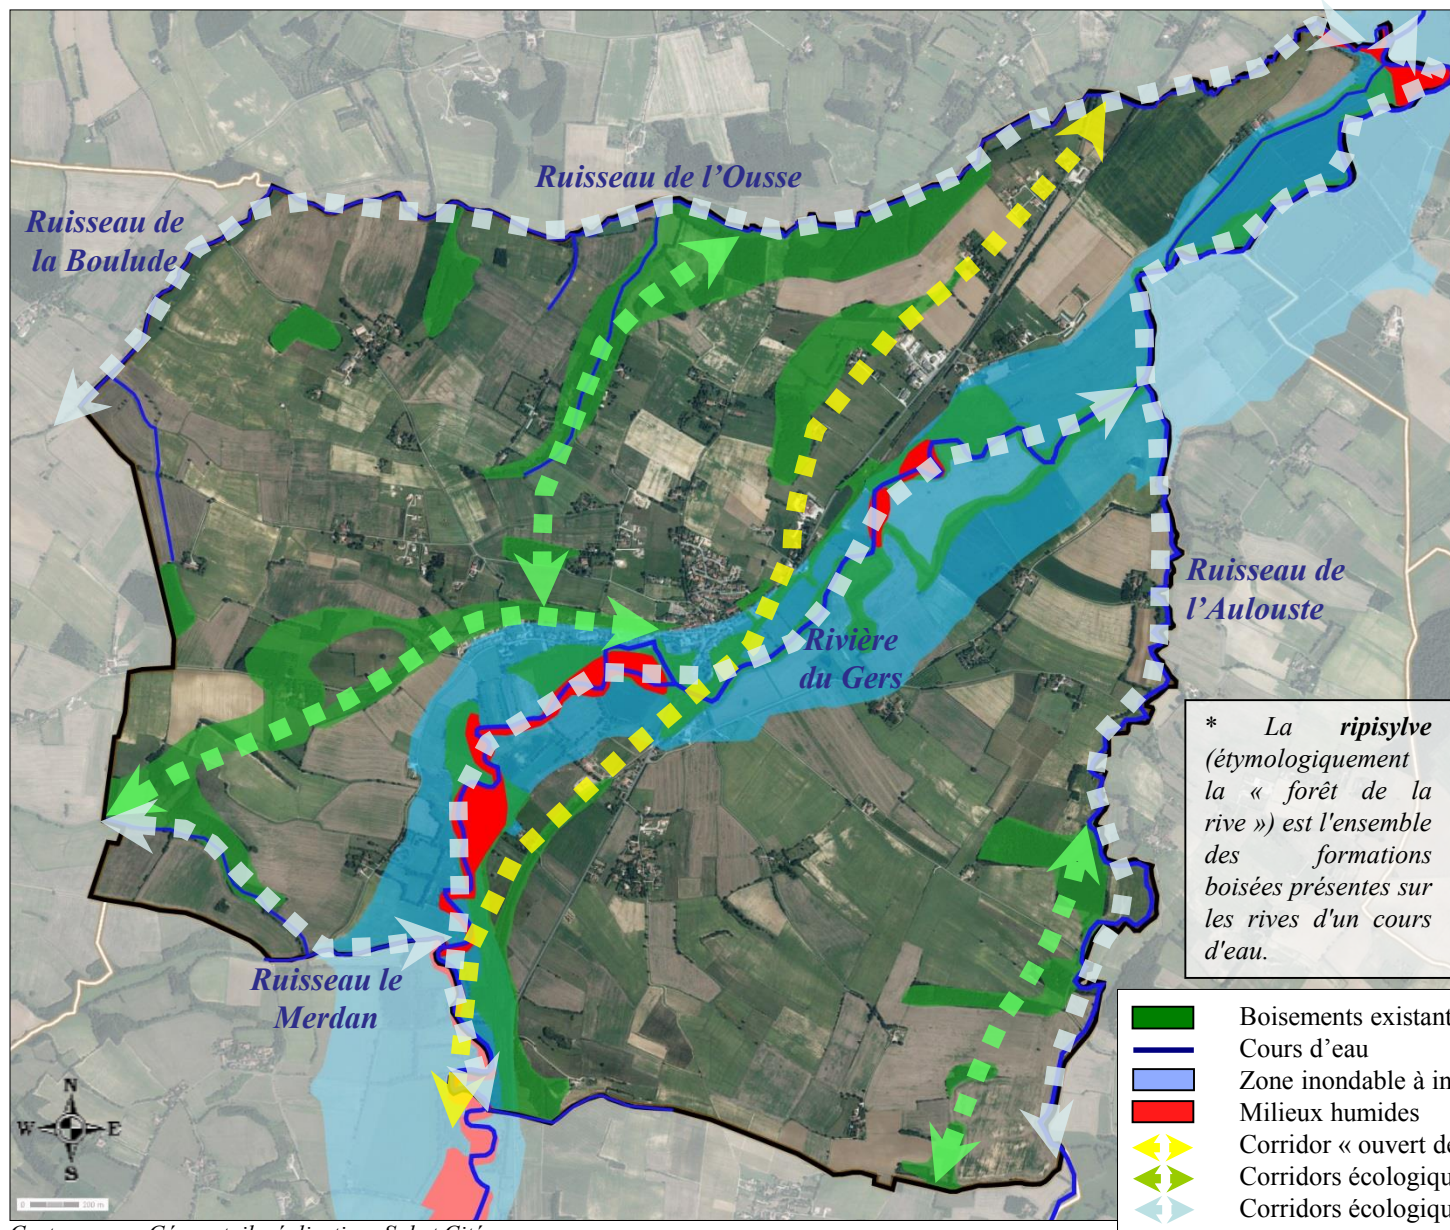 Ruisseau de l’Ousse
Ruisseau de
la Boulude
Ruisseau de
l’Aulouste
Rivière
du Gers
* La ripisylve
(étymologiquement
la « forêt de la
rive ») est l'ensemble
des formations
boisées présentes sur
les rives d'un cours
d'eau.
Ruisseau le
Merdan
N
W E
S
0 200 m
Boisements existant
Cours d’eau
Zone inondable à in
Milieux humides
Corridor « ouvert de
Corridors écologiqu
Corridors écologiqu